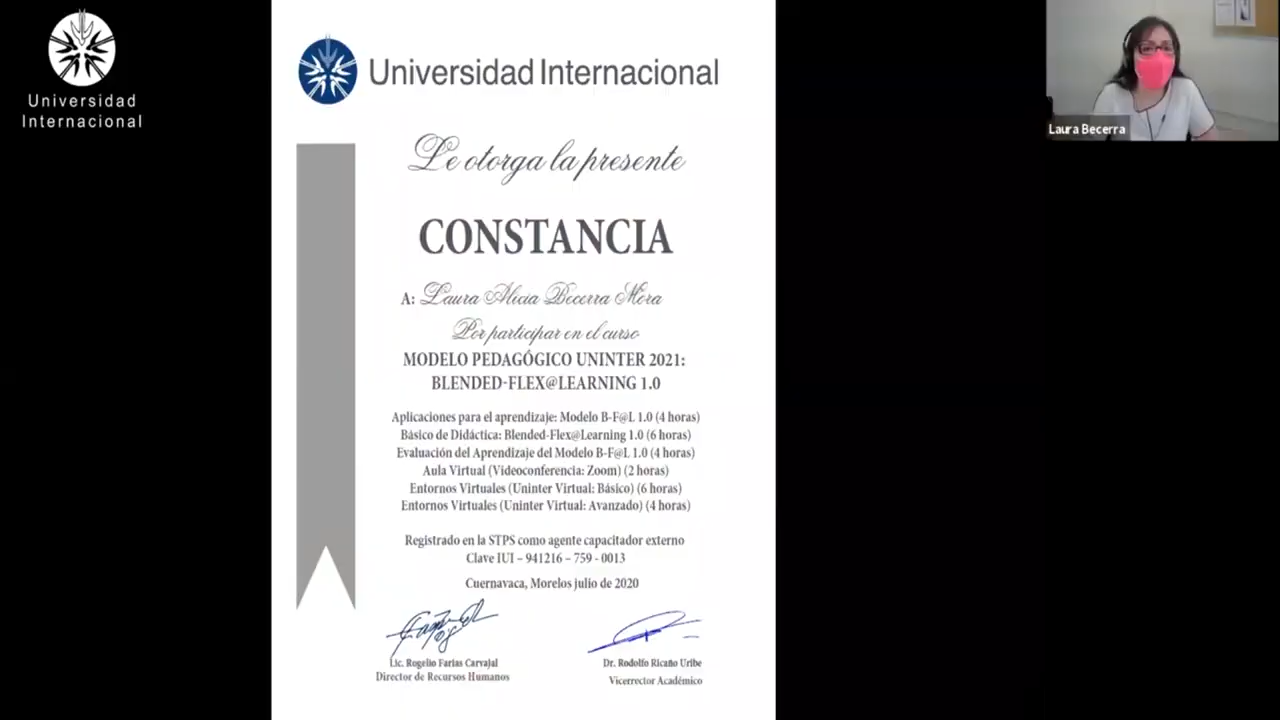 Universidad
Internacional
Universidad Internacional
Le otorga la presente
CONSTANCIA
A: Laura Alicia Becerra Mora
Por participar en el curso
MODELO PEDAGÓGICO UNINTER 2021:
BLENDED-FLEX@LEARNING 1.0
Aplicaciones para el aprendizaje: Modelo B-F@L 1.0 (4 horas)
Básico de Didáctica: Blended-Flex@Learning 1.0 (6 horas)
Evaluación del Aprendizaje del Modelo B-F@L 1.0 (4 horas)
Aula Virtual (Videoconferencia: Zoom) (2 horas)
Entornos Virtuales (Uninter Virtual: Básico) (6 horas)
Entornos Virtuales (Uninter Virtual: Avanzado) (4 horas)
Registrado en la STPS como agente capacitador externo
Clave IUI – 941216 – 759 - 0013
Cuernavaca, Morelos julio de 2020
Lic. Rogelio Farías Carvajal
Director de Recursos Humanos
Dr. Rodolfo Ricaño Uribe
Vicerrector Académico
Laura Becerra